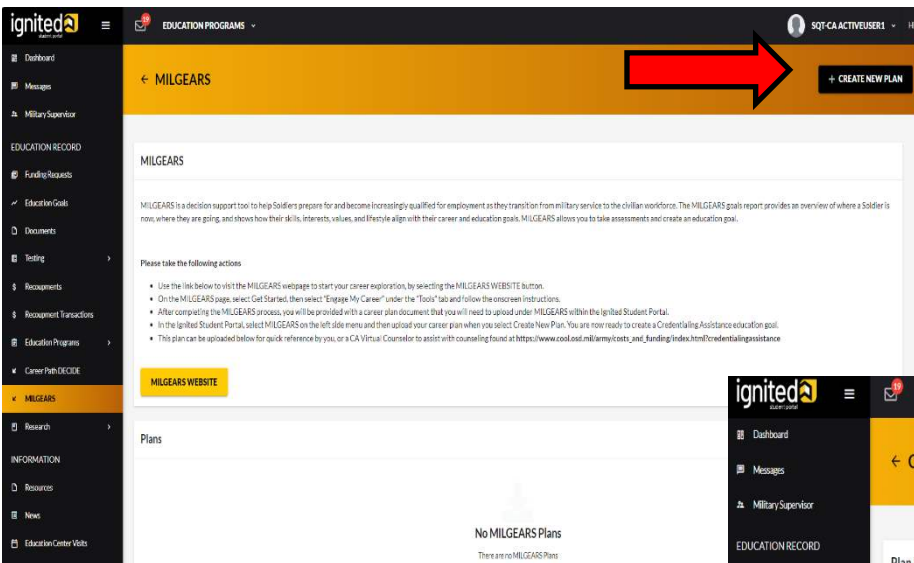 ignited
student portal
19
EDUCATION PROGRAMS
SQT-CA ACTIVEUSER1
H
Dashboard
Messages
Military Supervisor
EDUCATION RECORD
Funding Requests
Education Goals
Documents
Testing
$ Recoupments
$ Recoupment Transactions
Education Programs
Career Path DECIDE
MILGEARS
Research
INFORMATION
Resources
News
Education Center Visits
← MILGEARS
+ CREATE NEW PLAN
MILGEARS
MILGEARS is a decision support tool to help Soldiers prepare for and become increasingly qualified for employment as they transition from military service to the civilian workforce. The MILGEARS goals report provides an overview of where a Soldier is
now, where they are going, and shows how their skills, interests, values, and lifestyle align with their career and education goals. MILGEARS allows you to take assessments and create an education goal.
Please take the following actions
• Use the link below to visit the MILGEARS webpage to start your career exploration, by selecting the MILGEARS WEBSITE button.
• On the MILGEARS page, select Get Started, then select "Engage My Career" under the "Tools" tab and follow the onscreen instructions.
• After completing the MILGEARS process, you will be provided with a career plan document that you will need to upload under MILGEARS within the Ignited Student Portal.
• In the Ignited Student Portal, select MILGEARS on the left side menu and then upload your career plan when you select Create New Plan. You are now ready to create a Credentialing Assistance education goal.
• This plan can be uploaded below for quick reference by you, or a CA Virtual Counselor to assist with counseling found at https://www.cool.osd.mil/army/costs_and_funding/index.html?credentialingassistance
MILGEARS WEBSITE
Plans
No MILGEARS Plans
There are no MILGEARS Plans
ignited
student portal
19
Dashboard
Messages
Military Supervisor
EDUCATION RECORD
← C
Plan